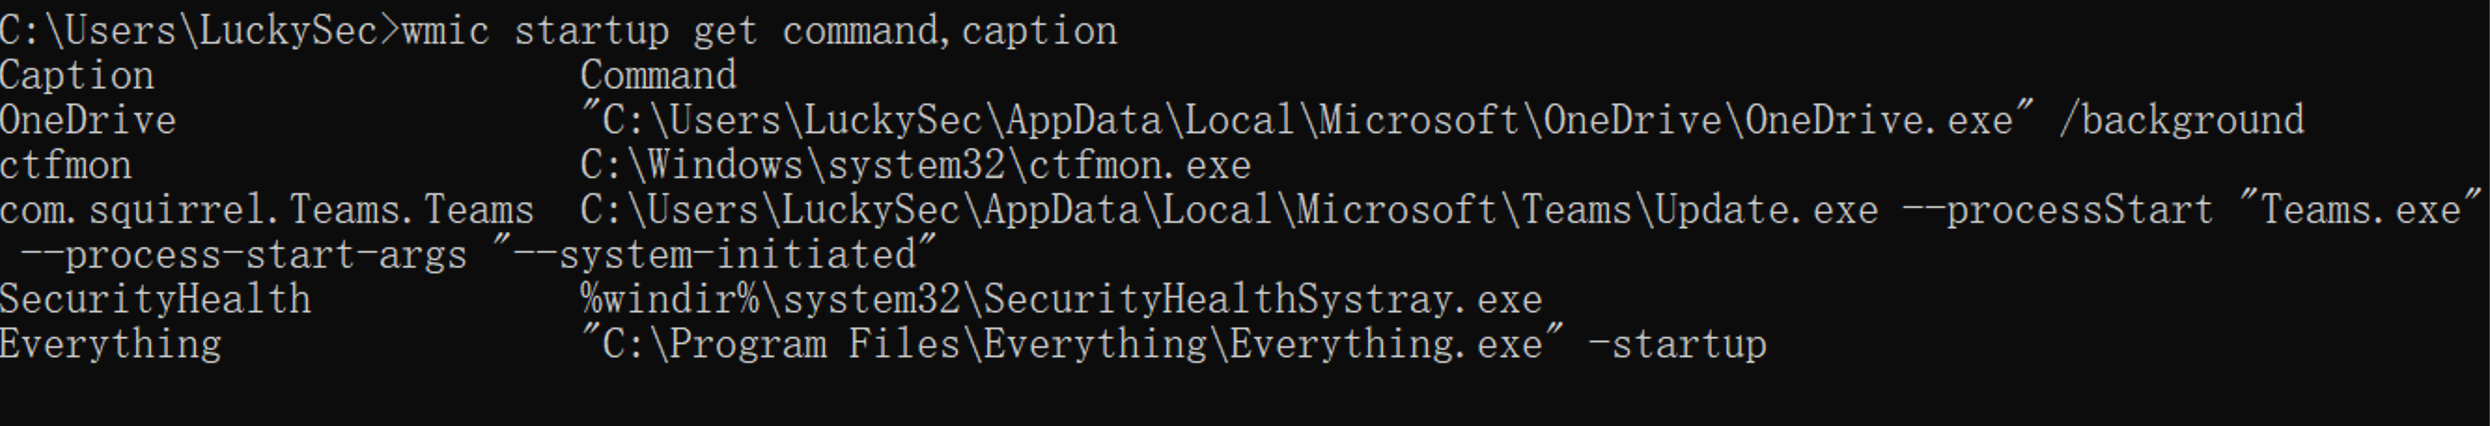 C:\Users\LuckySec>wmic startup get command,caption
Caption                   Command
OneDrive                  "C:\Users\LuckySec\AppData\Local\Microsoft\OneDrive\OneDrive.exe" /background
ctfmon                    C:\Windows\system32\ctfmon.exe
com.squirrel.Teams.Teams  C:\Users\LuckySec\AppData\Local\Microsoft\Teams\Update.exe --processStart "Teams.exe"
 --process-start-args "--system-initiated"
SecurityHealth            %windir%\system32\SecurityHealthSystray.exe
Everything                "C:\Program Files\Everything\Everything.exe" -startup